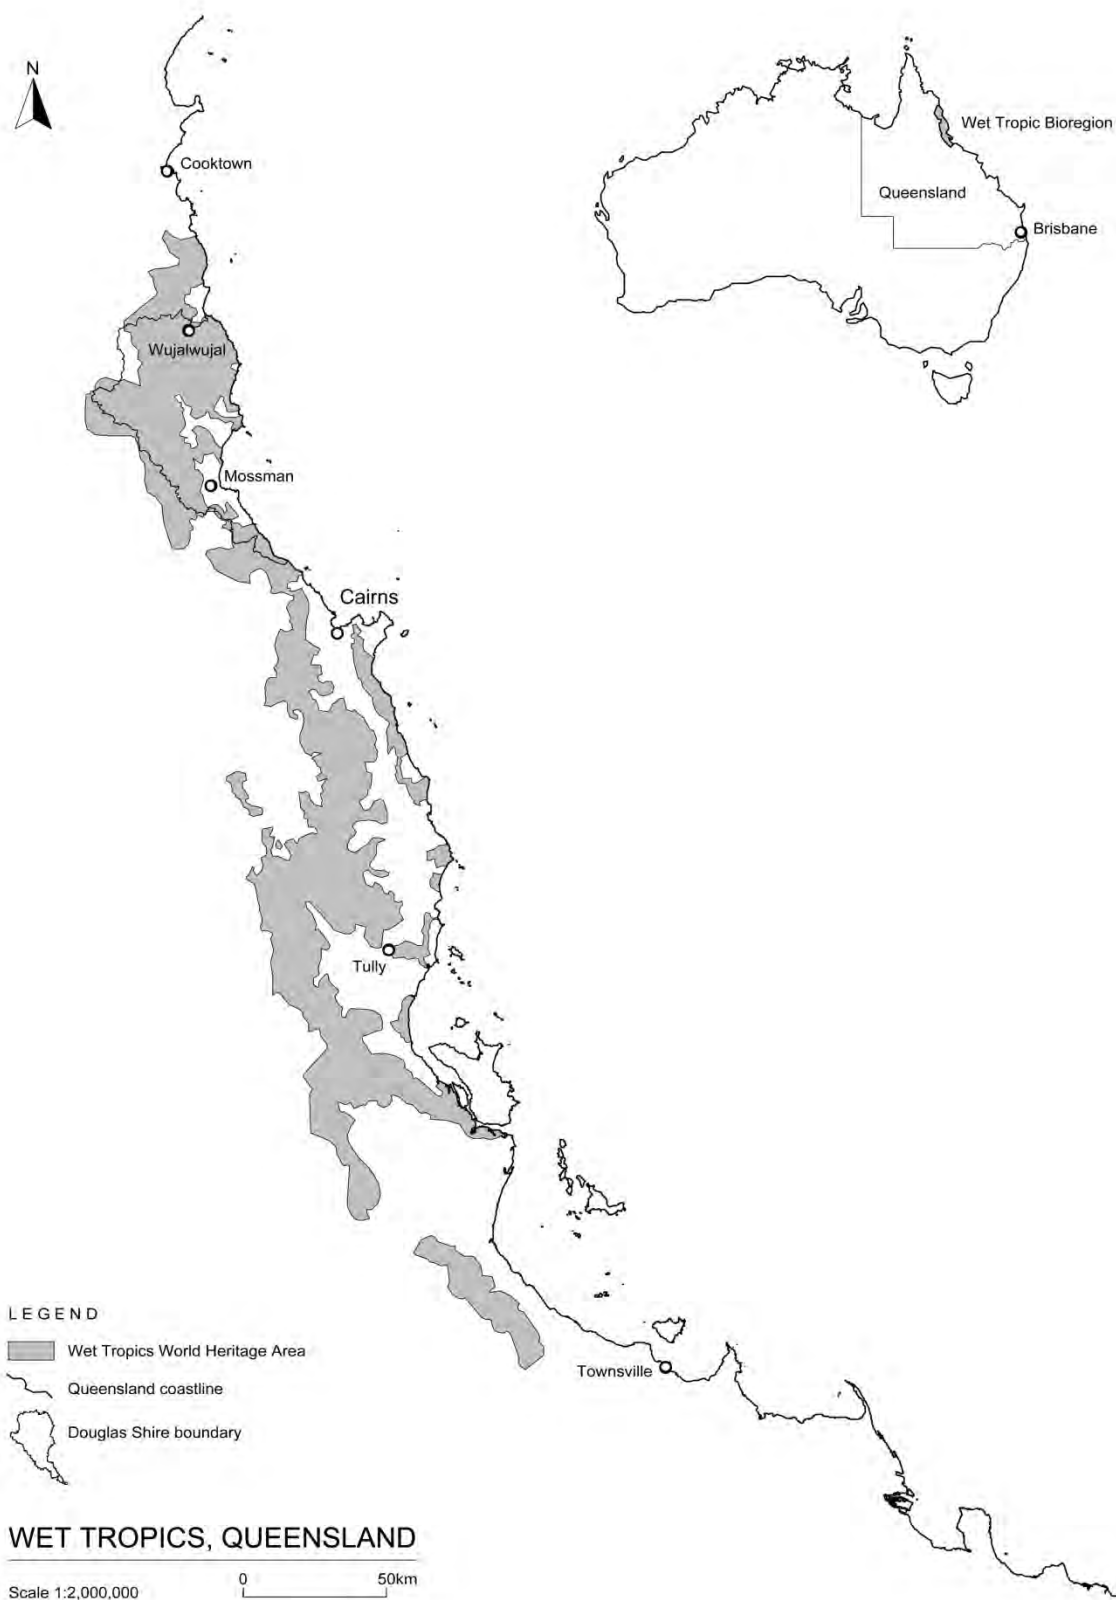 N
Cooktown
Wet Tropic Bioregion
Queensland
Brisbane
Wujalwujal
Mossman
Cairns
Tully
Townsville
LEGEND
Wet Tropics World Heritage Area
Queensland coastline
Douglas Shire boundary
WET TROPICS, QUEENSLAND
Scale 1:2,000,000
0 50km